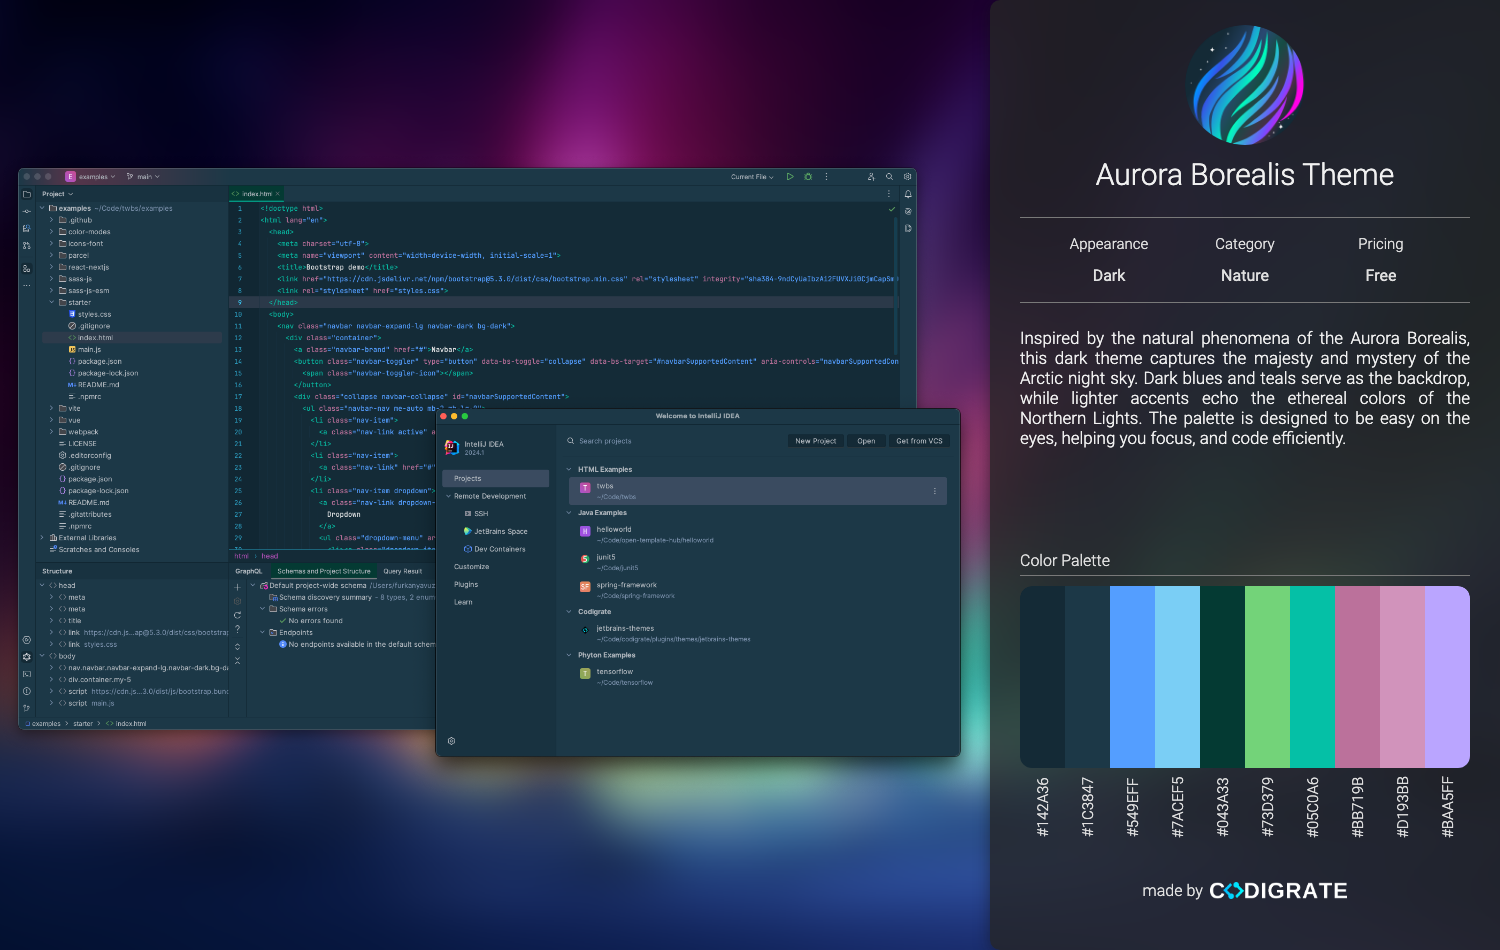 E examples main
Current File
Project
examples ~/Code/twbs/examples
.github
color-modes
icons-font
parcel
react-nextjs
sass-js
sass-js-esm
starter
styles.css
.gitignore
index.html
main.js
package.json
package-lock.json
README.md
.npmrc
vite
vue
webpack
LICENSE
.editorconfig
.gitignore
package.json
package-lock.json
README.md
.gitattributes
.npmrc
External Libraries
Scratches and Consoles
index.html
1 <!doctype html>
2 <html lang="en">
3 <head>
4 <meta charset="utf-8">
5 <meta name="viewport" content="width=device-width, initial-scale=1">
6 <title>Bootstrap demo</title>
7 <link href="https://cdn.jsdelivr.net/npm/bootstrap@5.3.0/dist/css/bootstrap.min.css" rel="stylesheet"
8 <link rel="stylesheet" href="styles.css">
9 </head>
10 <body>
11 <nav class="navbar navbar-expand-lg navbar-dark bg-dark">
12 <div class="container">
13 <a class="navbar-brand" href="#">Navbar</a>
14 <button class="navbar-toggler" type="button" data-bs-toggle="collapse" data-bs-target="#navbarSupportedContent" aria-controls="navbarSupportedCon
15 <span class="navbar-toggler-icon"></span>
16 </button>
17 <div class="collapse navbar-collapse" id="navbarSupportedContent">
18 <ul class="navbar-nav me-auto
19 <li class="nav-item">
20 <a class="nav-link active"
21 </li>
22 <li class="nav-item">
23 <a class="nav-link" href="#"
24 </li>
25 <li class="nav-item dropdown">
26 <a class="nav-link dropdown-
27 Dropdown
28 </a>
29 <ul class="dropdown-menu"
html head
Structure
head
meta
meta
title
link https://cdn.js...ap@5.3.0/dist/css/bootstrap
link styles.css
body
nav.navbar.navbar-expand-lg.navbar-dark.bg-da
div.container.my-5
script https://cdn.js...3.0/dist/js/bootstrap.bund
script main.js
GraphQL Schemas and Project Structure Query Result
Default project-wide schema /Users/furkanyavuz
Schema discovery summary - 8 types, 2 enum
Schema errors
No errors found
Endpoints
No endpoints available in the default schem
examples starter index.html
Welcome to IntelliJ IDEA
IntelliJ IDEA
2024.1
Projects
Remote Development
SSH
JetBrains Space
Dev Containers
Customize
Plugins
Learn
Search projects New Project Open Get from VCS
HTML Examples
T twbs
~/Code/twbs
Java Examples
H helloworld
~/Code/open-template-hub/helloworld
junit5
~/Code/junit5
SF spring-framework
~/Code/spring-framework
Codigrate
jetbrains-themes
~/Code/codigrate/plugins/themes/jetbrains-themes
Phyton Examples
T tensorflow
~/Code/tensorflow
Aurora Borealis Theme
Appearance Category Pricing
Dark Nature Free
Inspired by the natural phenomena of the Aurora Borealis,
this dark theme captures the majesty and mystery of the
Arctic night sky. Dark blues and teals serve as the backdrop,
while lighter accents echo the ethereal colors of the
Northern Lights. The palette is designed to be easy on the
eyes, helping you focus, and code efficiently.
Color Palette
#142A36
#1C3847
#549EFF
#7ACEF5
#043A33
#73D379
#05C0A6
#BB719B
#D193BB
#BAA5FF
made by CODIGRATE